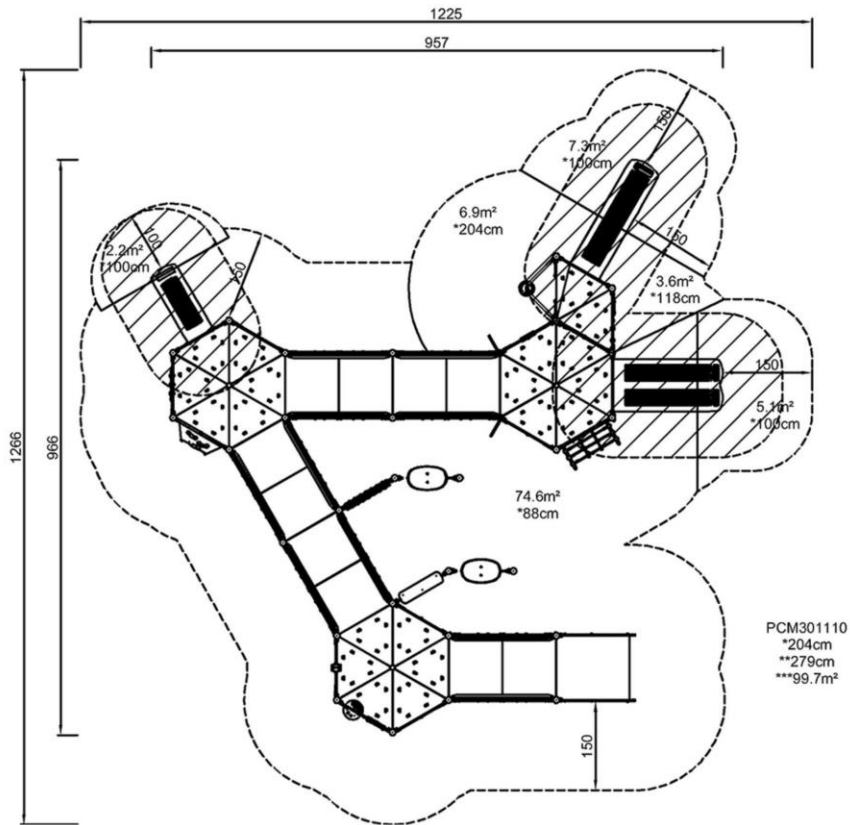 1225
957
150
7.3m²
*100cm
6.9m²
*204cm
150
100
2.2m²
*100cm
150
3.6m²
*118cm
150
5.1m²
*100cm
1266
966
74.6m²
*88cm
PCM301110
*204cm
**279cm
***99.7m²
150